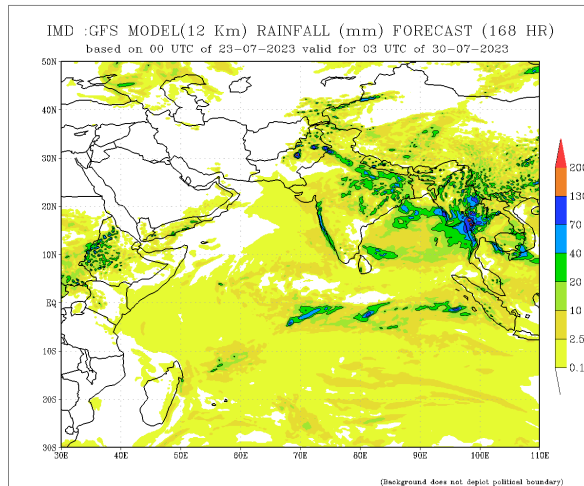 IMD :GFS MODEL(12 Km) RAINFALL (mm) FORECAST (168 HR)
based on 00 UTC of 23-07-2023 valid for 03 UTC of 30-07-2023
50N
40N
30N
20N
10N
EQ
10S
20S
30S
30E 40E 50E 60E 70E 80E 90E 100E 110E
200
130
70
40
20
10
2.5
0.1
(Background does not depict political boundary)